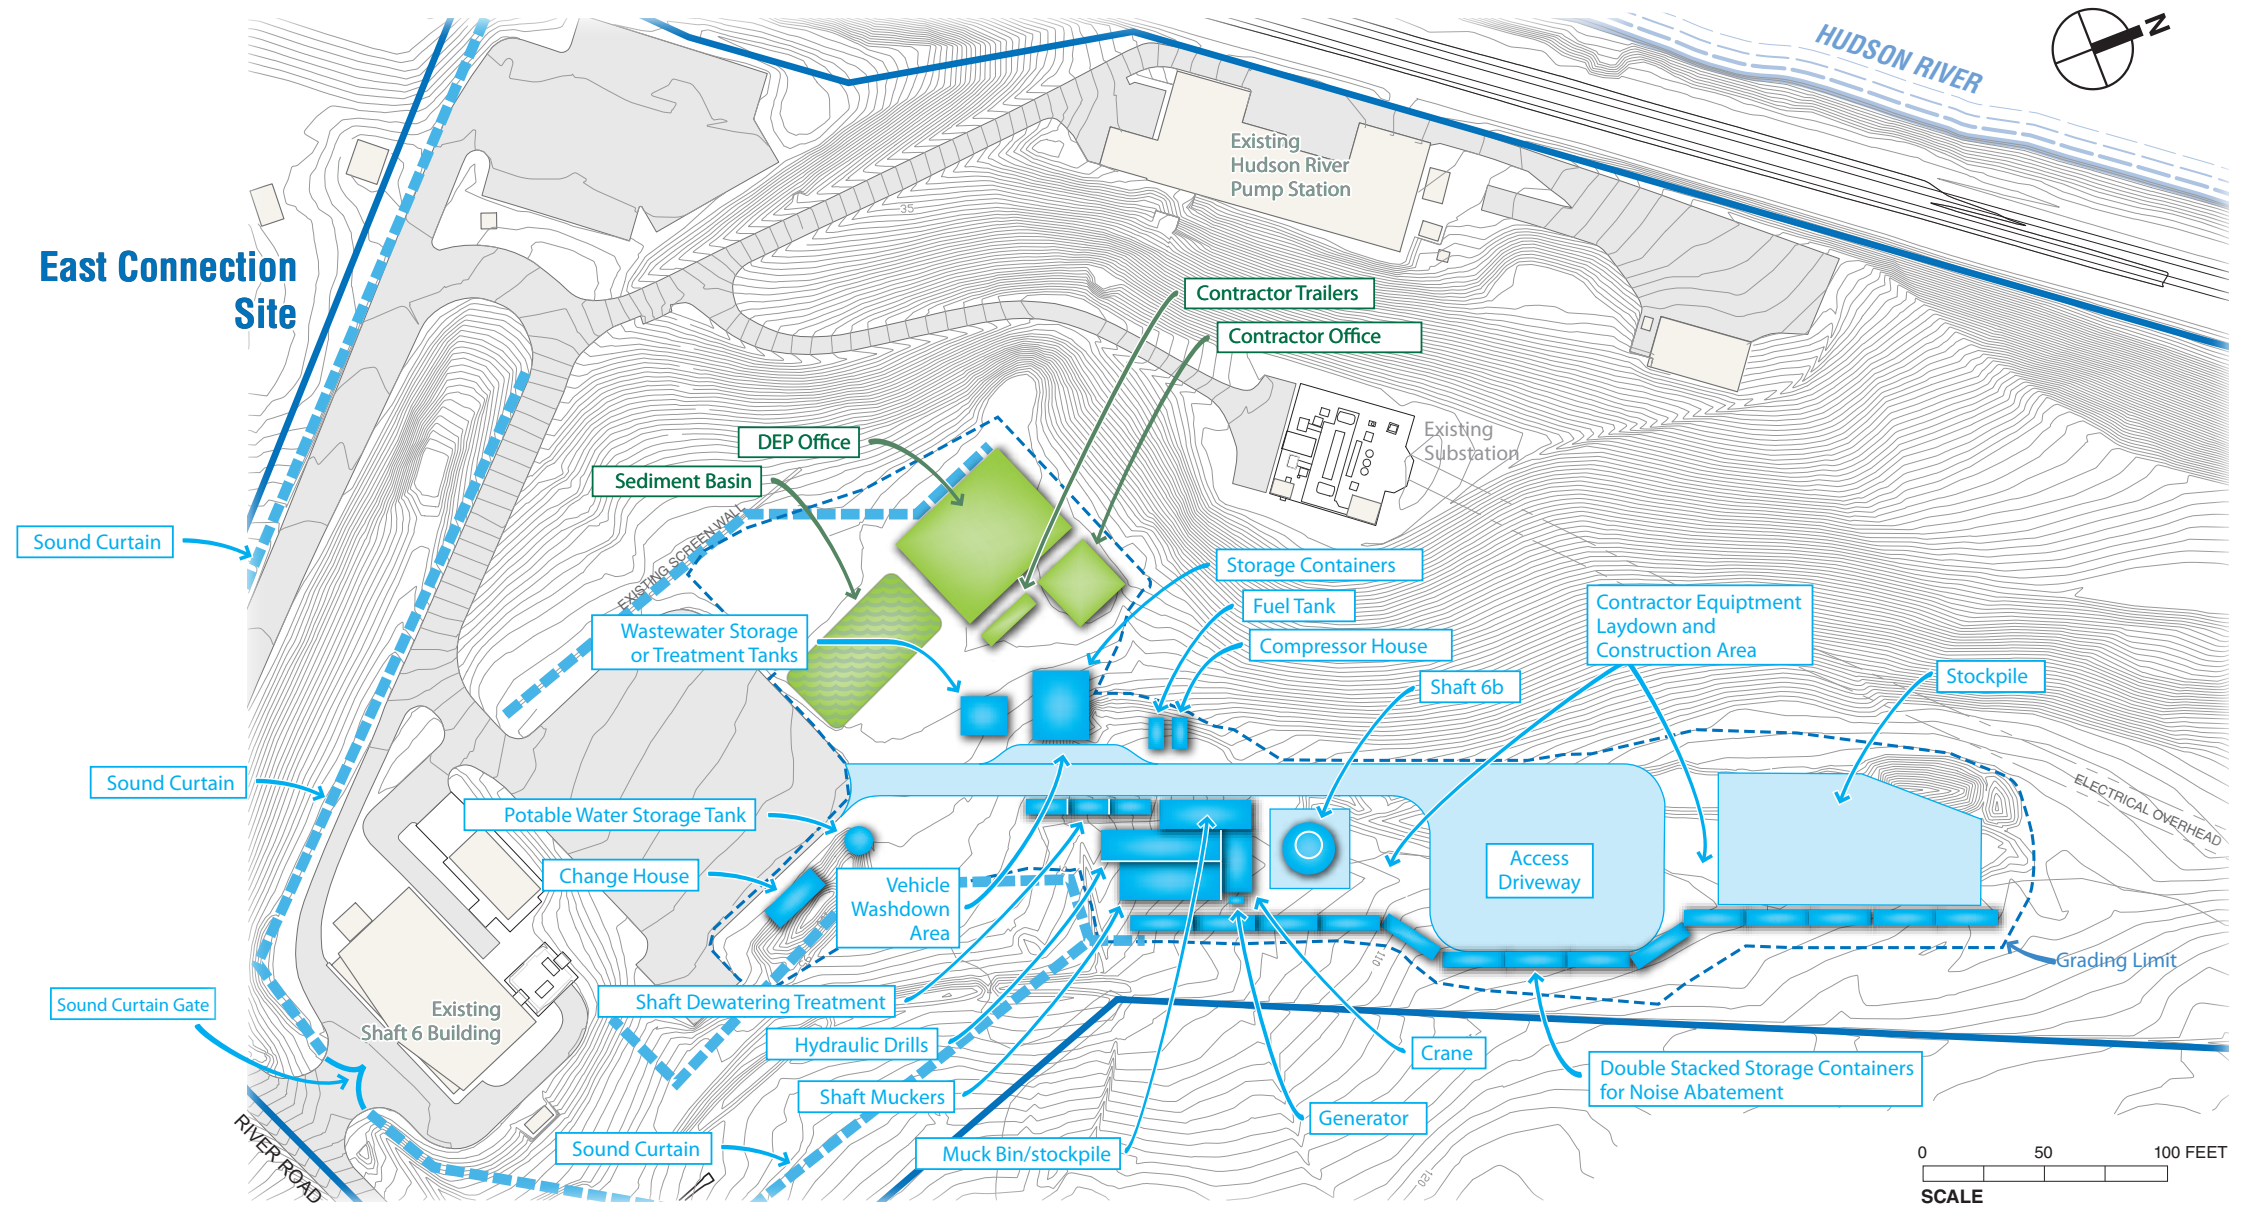 HUDSON RIVER
N
Existing
Hudson River
Pump Station
35
East Connection
Site
Contractor Trailers
Contractor Office
DEP Office
Existing
Substation
Sediment Basin
EXISTING SCREEN WALL
Sound Curtain
Storage Containers
Fuel Tank
Contractor Equiptment
Laydown and
Construction Area
Wastewater Storage
or Treatment Tanks
Compressor House
Stockpile
Shaft 6b
Sound Curtain
ELECTRICAL OVERHEAD
Potable Water Storage Tank
Access
Driveway
Change House
Vehicle
Washdown
Area
95
110
Grading Limit
Sound Curtain Gate
Existing
Shaft 6 Building
Shaft Dewatering Treatment
Hydraulic Drills
Crane
Double Stacked Storage Containers
for Noise Abatement
Shaft Muckers
Generator
RIVER ROAD
Sound Curtain
Muck Bin/stockpile
120
0 50 100 FEET
SCALE